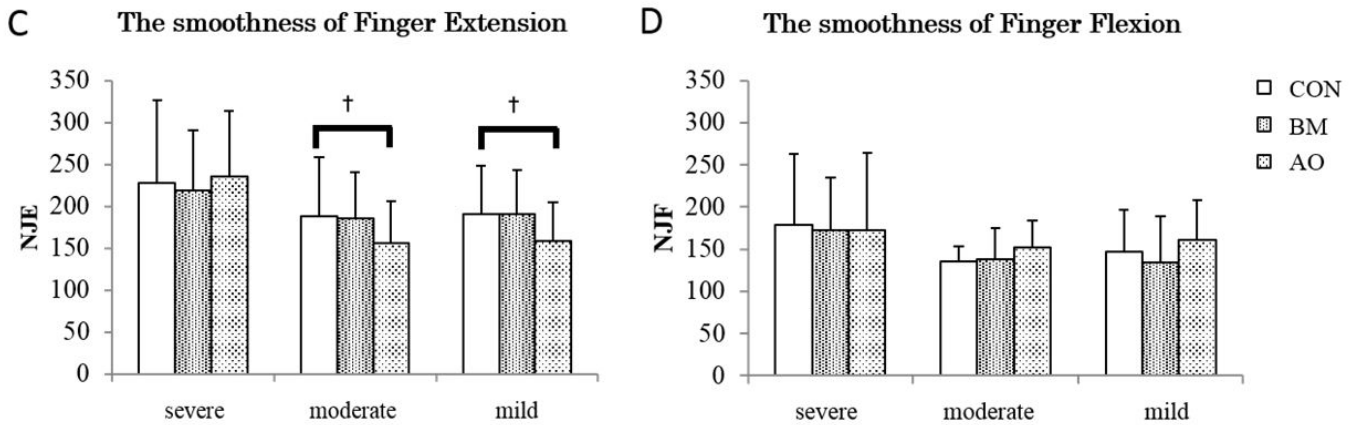 C The smoothness of Finger Extension
NJE
350
300
250
200
150
100
50
0
†
†
severe moderate mild
D The smoothness of Finger Flexion
NJF
350
300
250
200
150
100
50
0
severe moderate mild
CON
BM
AO